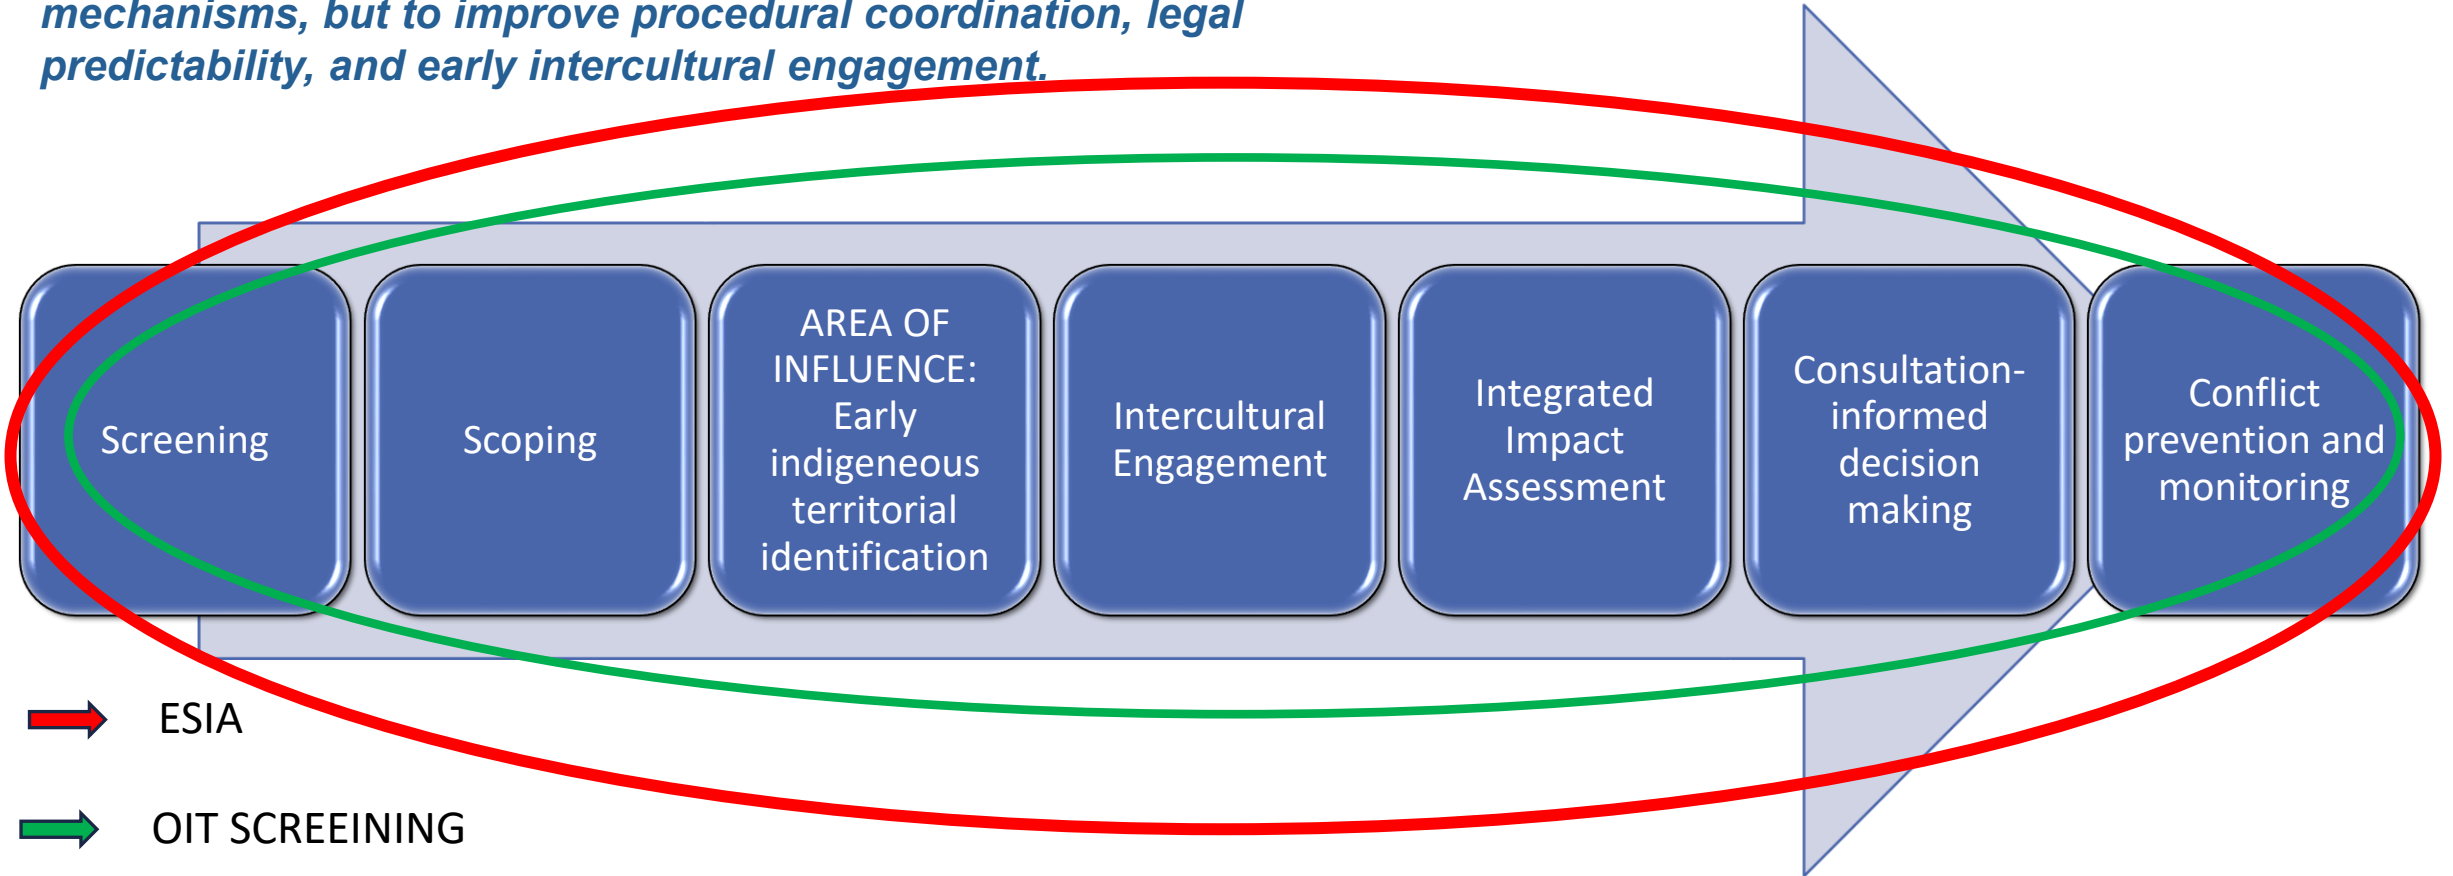 mechanisms, but to improve procedural coordination, legal
predictability, and early intercultural engagement.
Screening
Scoping
AREA OF
INFLUENCE:
Early
indigeneous
territorial
identification
Intercultural
Engagement
Integrated
Impact
Assessment
Consultation-
informed
decision
making
Conflict
prevention and
monitoring
ESIA
OIT SCREEINING